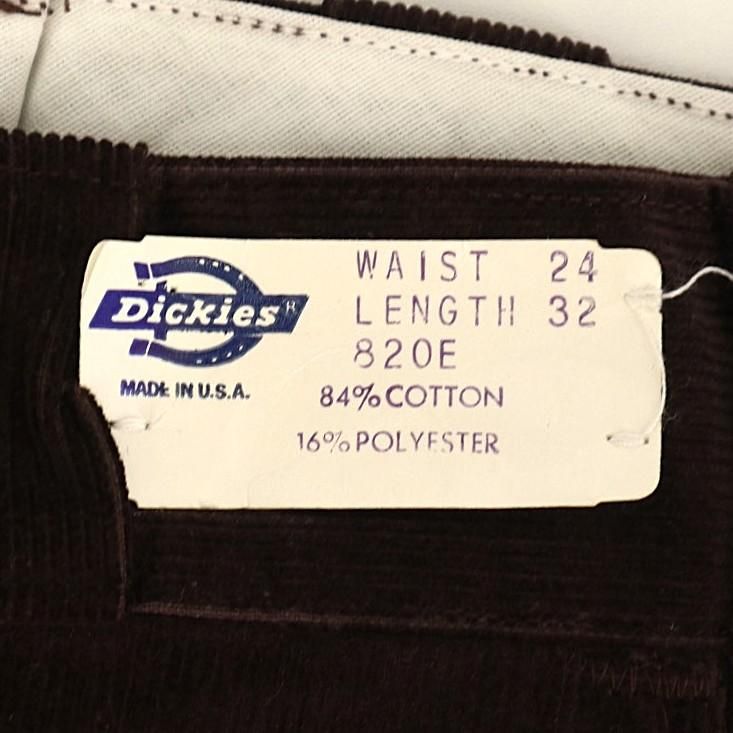 Dickies®
MADE IN U.S.A.
WAIST 24
LENGTH 32
820E
84% COTTON
16% POLYESTER